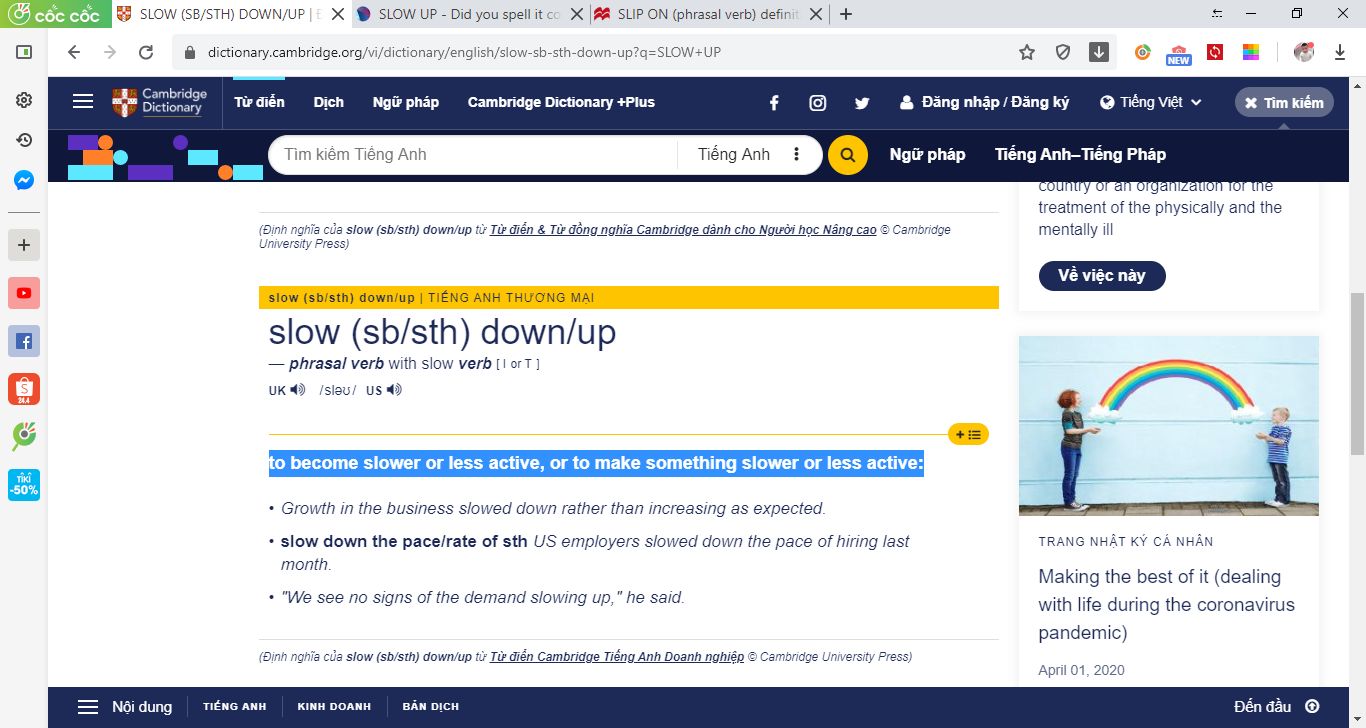 cốc cốc
SLOW (SB/STH) DOWN/UP |
SLOW UP - Did you spell it co
SLIP ON (phrasal verb) definit
dictionary.cambridge.org/vi/dictionary/english/slow-sb-sth-down-up?q=SLOW+UP
NEW
Cambridge
Dictionary
Từ điển
Dịch
Ngữ pháp
Cambridge Dictionary +Plus
Đăng nhập / Đăng ký
Tiếng Việt
Tìm kiếm
Tìm kiếm Tiếng Anh
Tiếng Anh
Ngữ pháp
Tiếng Anh–Tiếng Pháp
24.4
TIKI
-50%
(Định nghĩa của slow (sb/sth) down/up từ Từ điển & Từ đồng nghĩa Cambridge dành cho Người học Nâng cao © Cambridge
University Press)
slow (sb/sth) down/up | TIẾNG ANH THƯƠNG MẠI
slow (sb/sth) down/up
— phrasal verb with slow verb [ I or T ]
UK /sləʊ/ US
to become slower or less active, or to make something slower or less active:
• Growth in the business slowed down rather than increasing as expected.
• slow down the pace/rate of sth US employers slowed down the pace of hiring last
month.
• "We see no signs of the demand slowing up," he said.
(Định nghĩa của slow (sb/sth) down/up từ Từ điển Cambridge Tiếng Anh Doanh nghiệp © Cambridge University Press)
country or an organization for the
treatment of the physically and the
mentally ill
Về việc này
TRANG NHẬT KÝ CÁ NHÂN
Making the best of it (dealing
with life during the coronavirus
pandemic)
April 01, 2020
Nội dung
TIẾNG ANH
KINH DOANH
BẢN DỊCH
Đến đầu